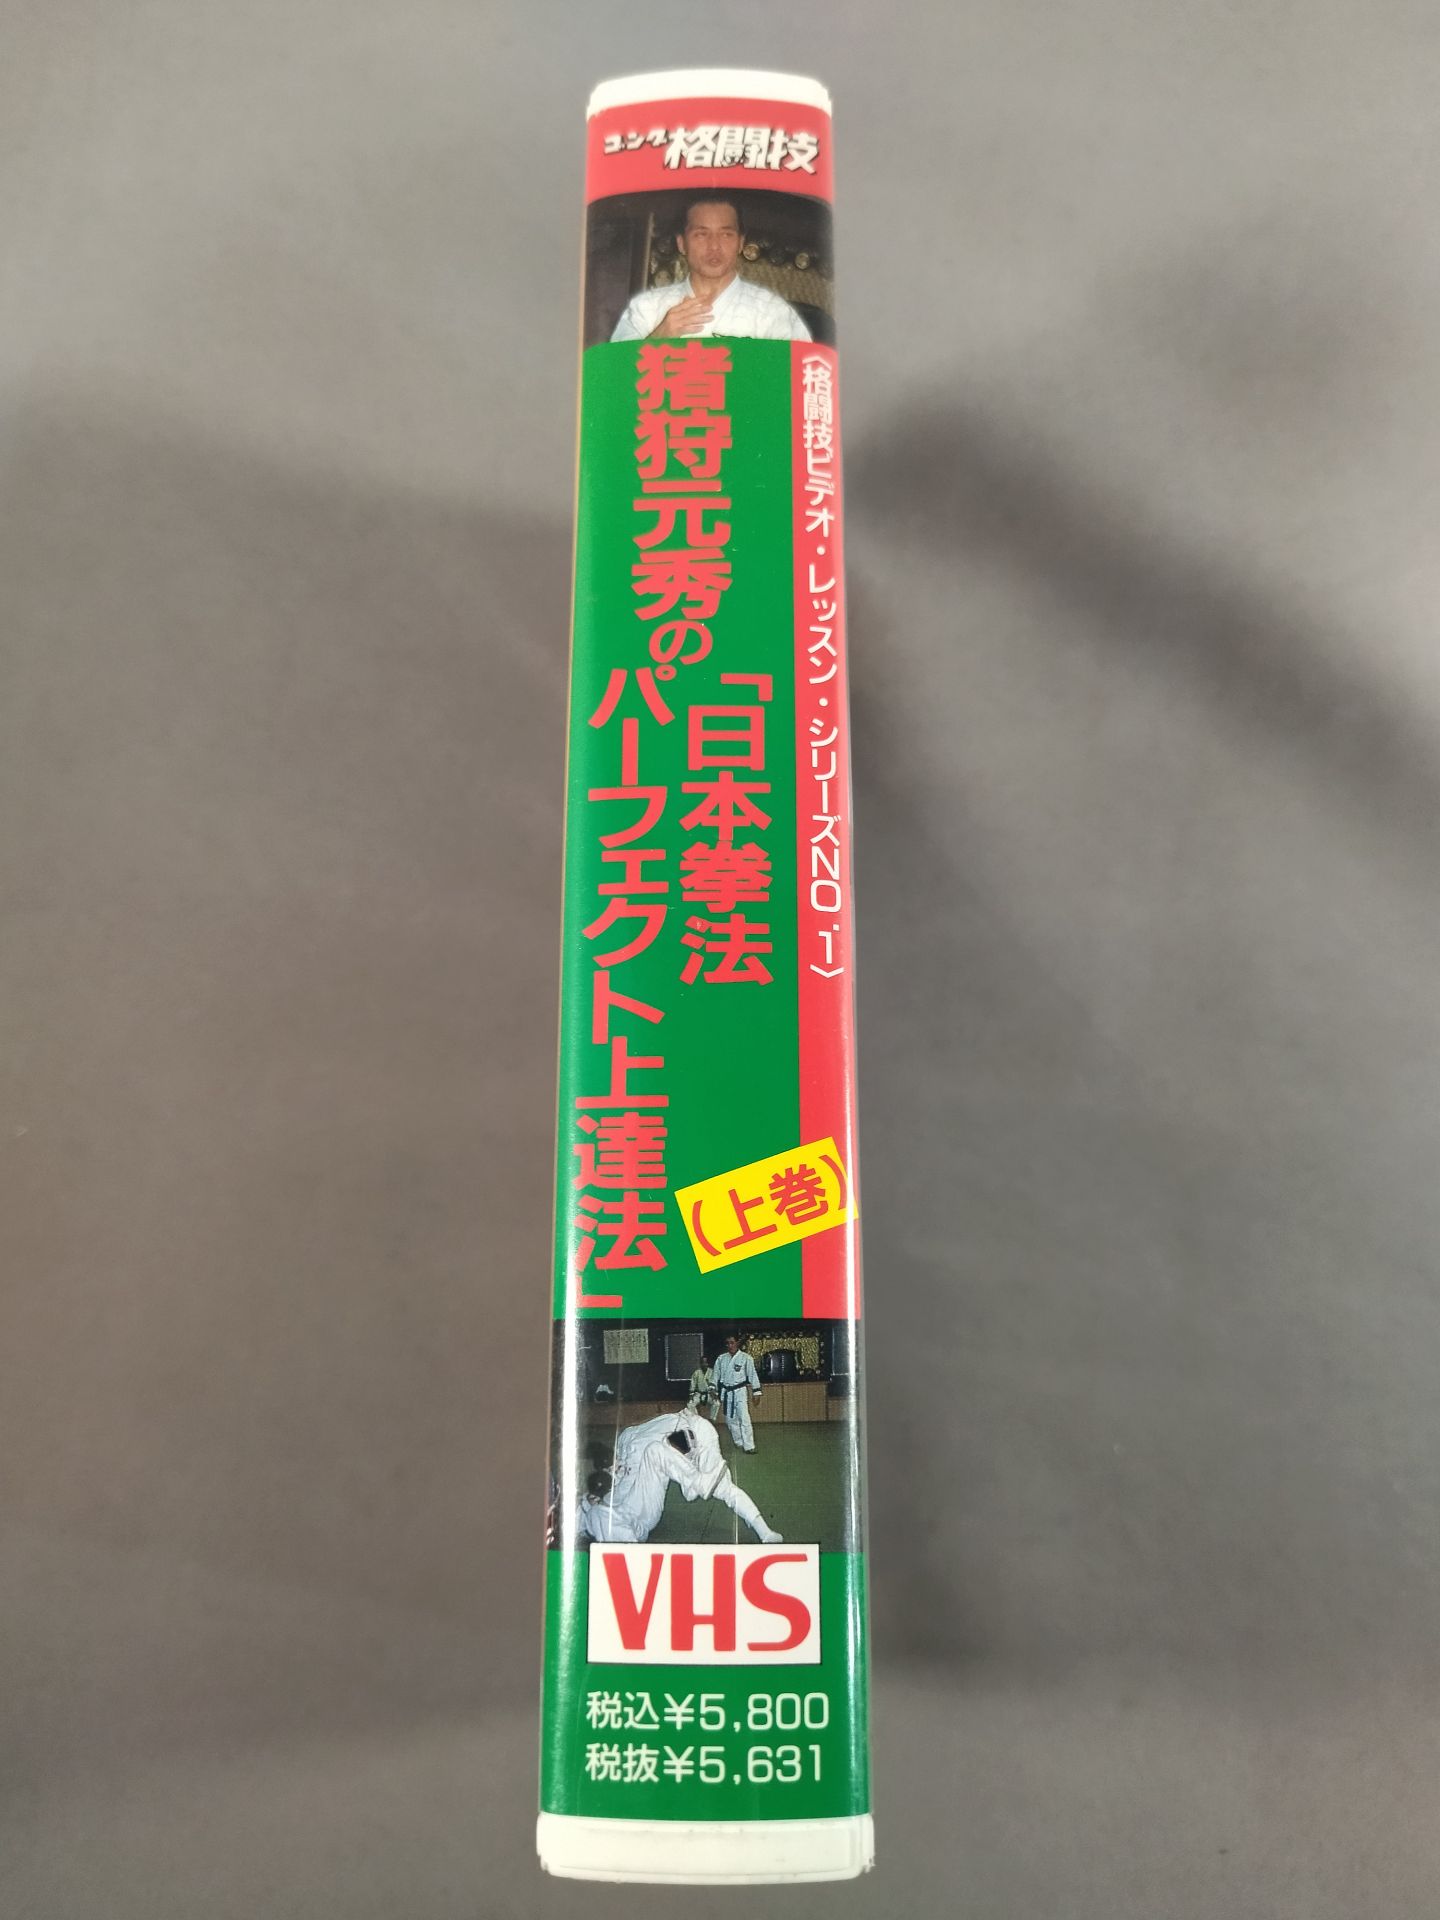 ゴング格闘技
〈格闘技ビデオ・レッスン・シリーズNO.1〉
猪狩元秀の
「日本拳法
パーフェクト上達法」
(上巻)
VHS
税込¥5,800
税抜¥5,631